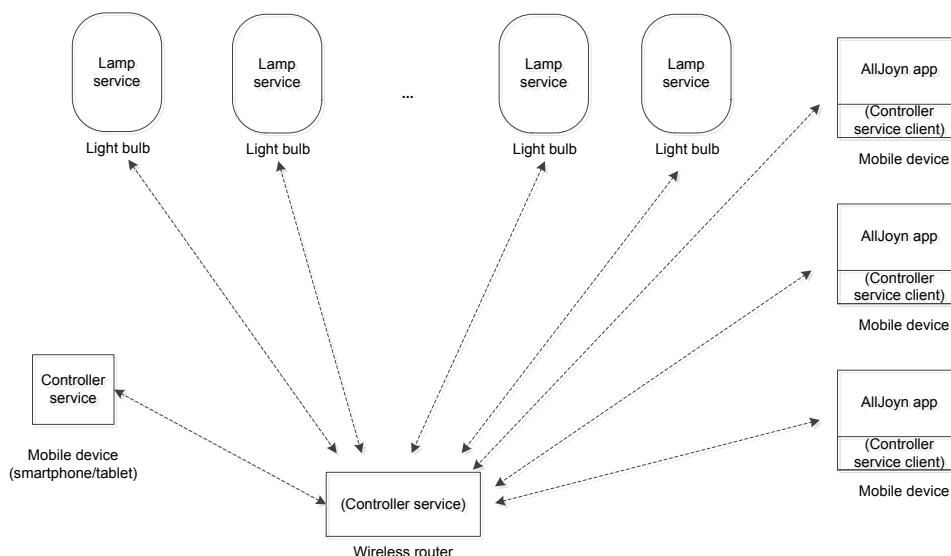 Lamp
service
Light bulb
Lamp
service
Light bulb
...
Lamp
service
Light bulb
Lamp
service
Light bulb
AllJoyn app
(Controller
service client)
Mobile device
AllJoyn app
(Controller
service client)
Mobile device
AllJoyn app
(Controller
service client)
Mobile device
Controller
service
Mobile device
(smartphone/tablet)
(Controller service)
Wireless router